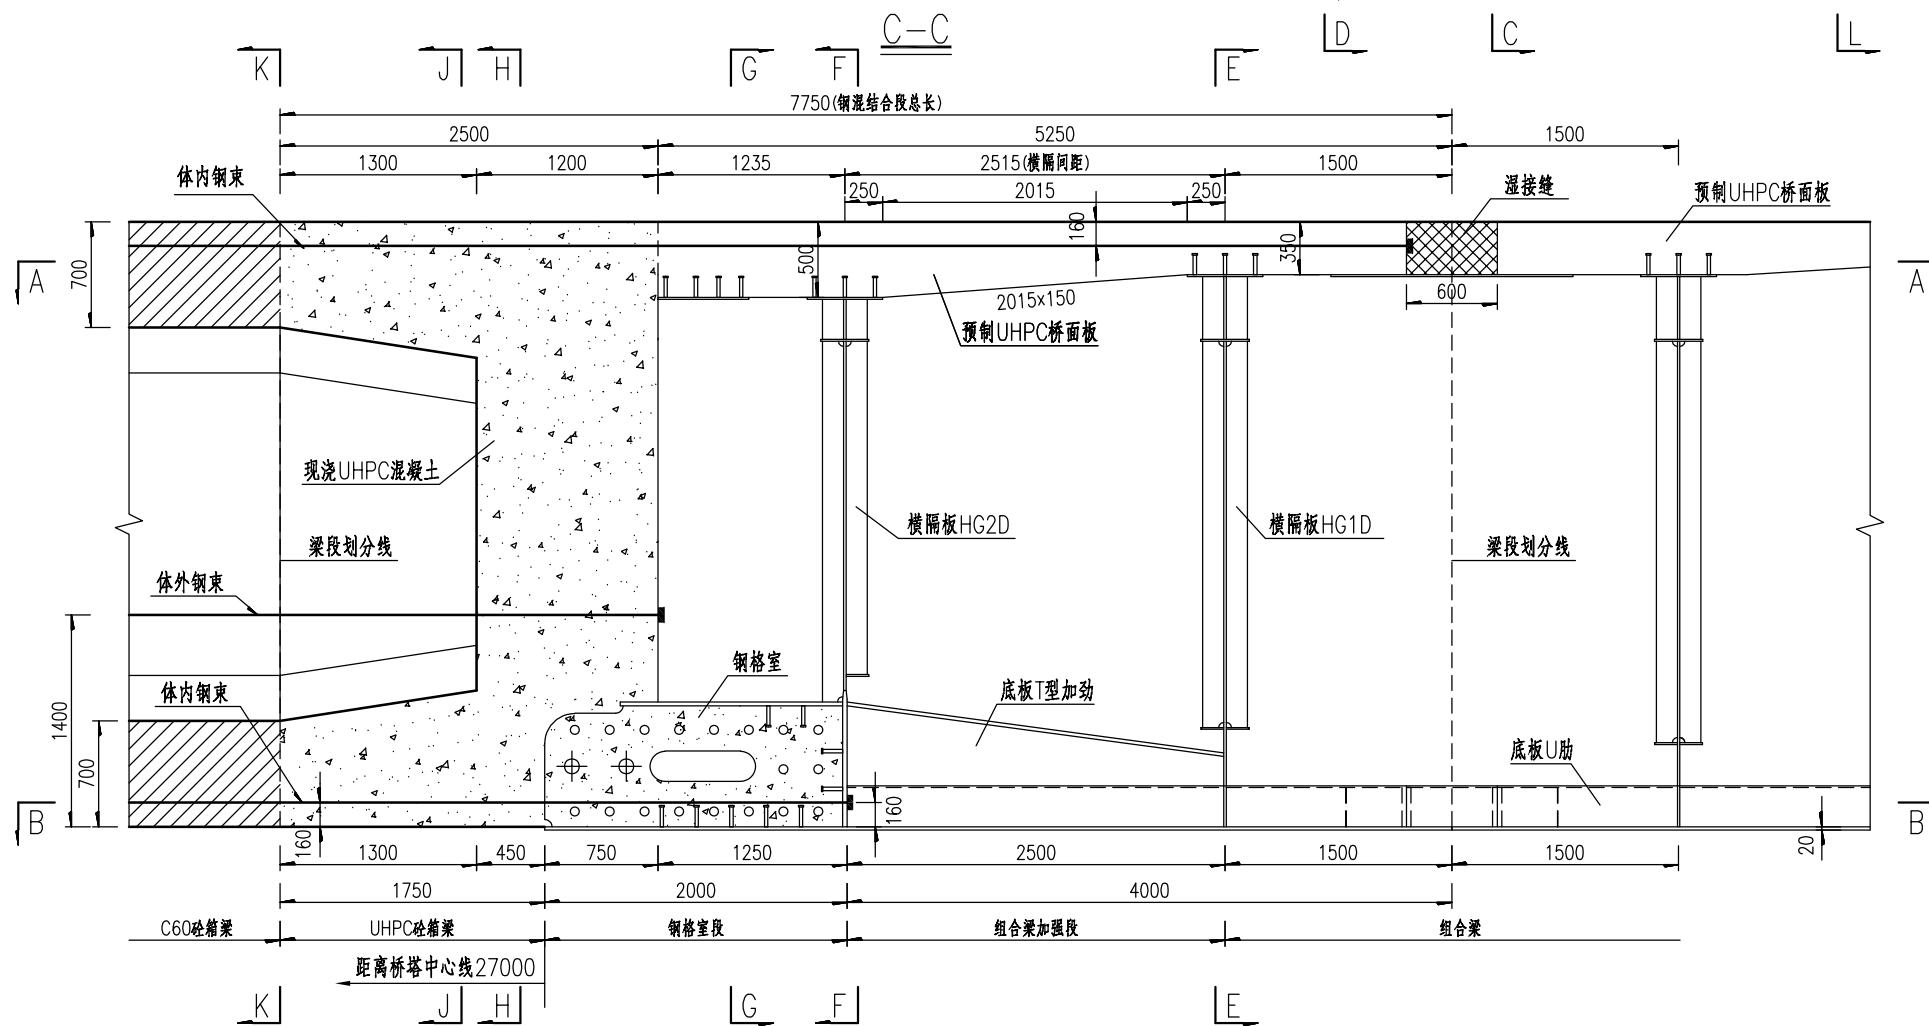 C-C
K
J
H
G
F
E
D
C
L
7750(钢混结合段总长)
2500
5250
1500
1300
1200
1235
2515(横隔间距)
1500
体内钢束
250
2015
250
湿接缝
预制UHPC桥面板
160
700
500
350
A
A
2015x150
600
预制UHPC桥面板
现浇UHPC混凝土
横隔板HG2D
横隔板HG1D
梁段划分线
梁段划分线
体外钢束
钢格室
体内钢束
底板T型加劲
1400
700
底板U肋
B
160
160
20
B
1300
450
750
1250
2500
1500
1500
1750
2000
4000
C60砼箱梁
UHPC砼箱梁
钢格室段
组合梁加强段
组合梁
距离桥塔中心线27000
K
J
H
G
F
E